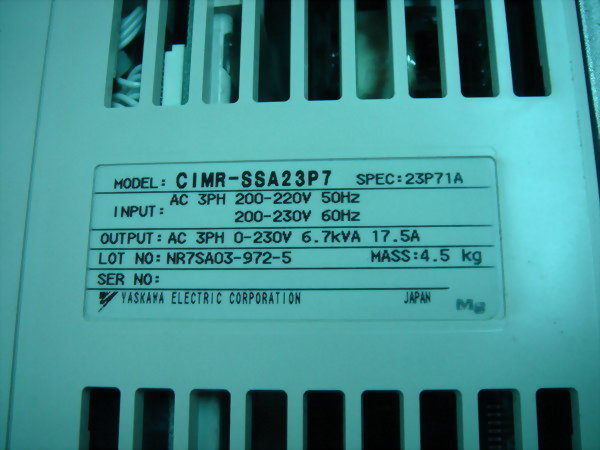 MODEL: CIMR-SSA23P7 SPEC:23P71A
INPUT: AC 3PH 200-220V 50Hz
200-230V 60Hz
OUTPUT: AC 3PH 0-230V 6.7kVA 17.5A
LOT NO: NR7SA03-972-5 MASS:4.5 kg
SER NO:
YASKAWA ELECTRIC CORPORATION JAPAN